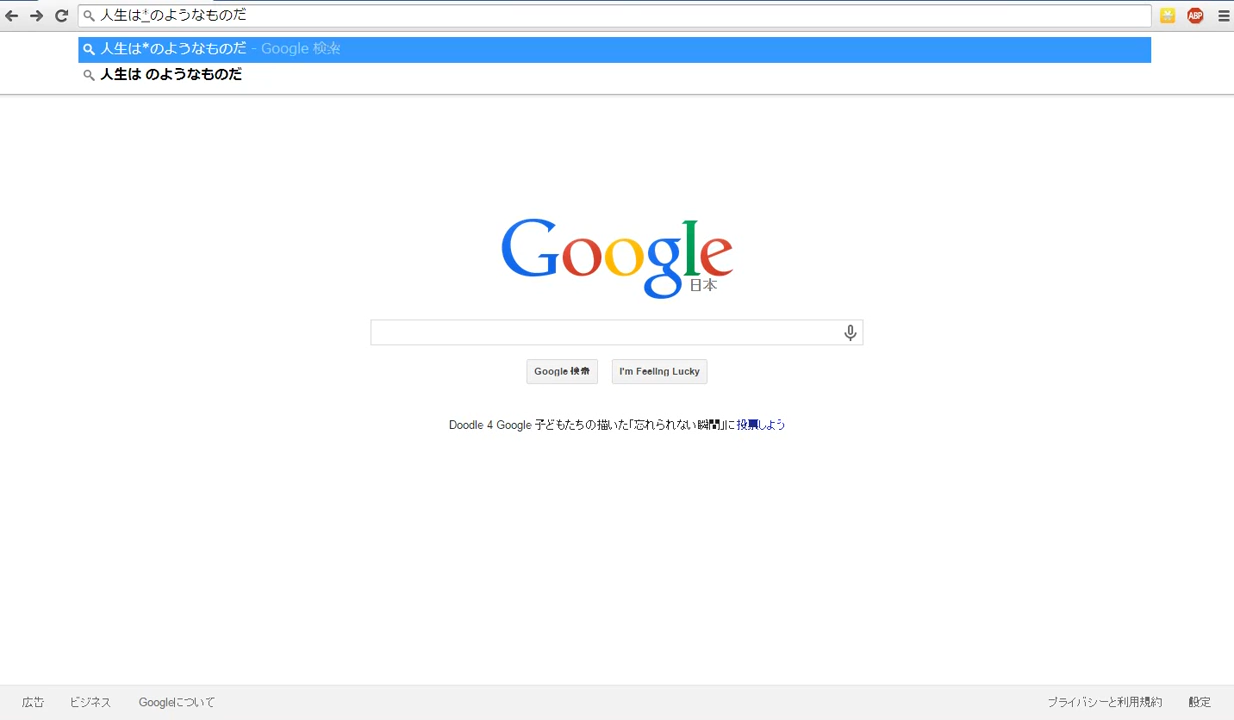 人生は*のようなものだ
ABP
人生は*のようなものだ - Google 検索
人生は のようなものだ
Google
日本
Google 検索
I'm Feeling Lucky
Doodle 4 Google 子どもたちの描いた「忘れられない瞬間」に投票しよう
広告 ビジネス Googleについて プライバシーと利用規約 設定